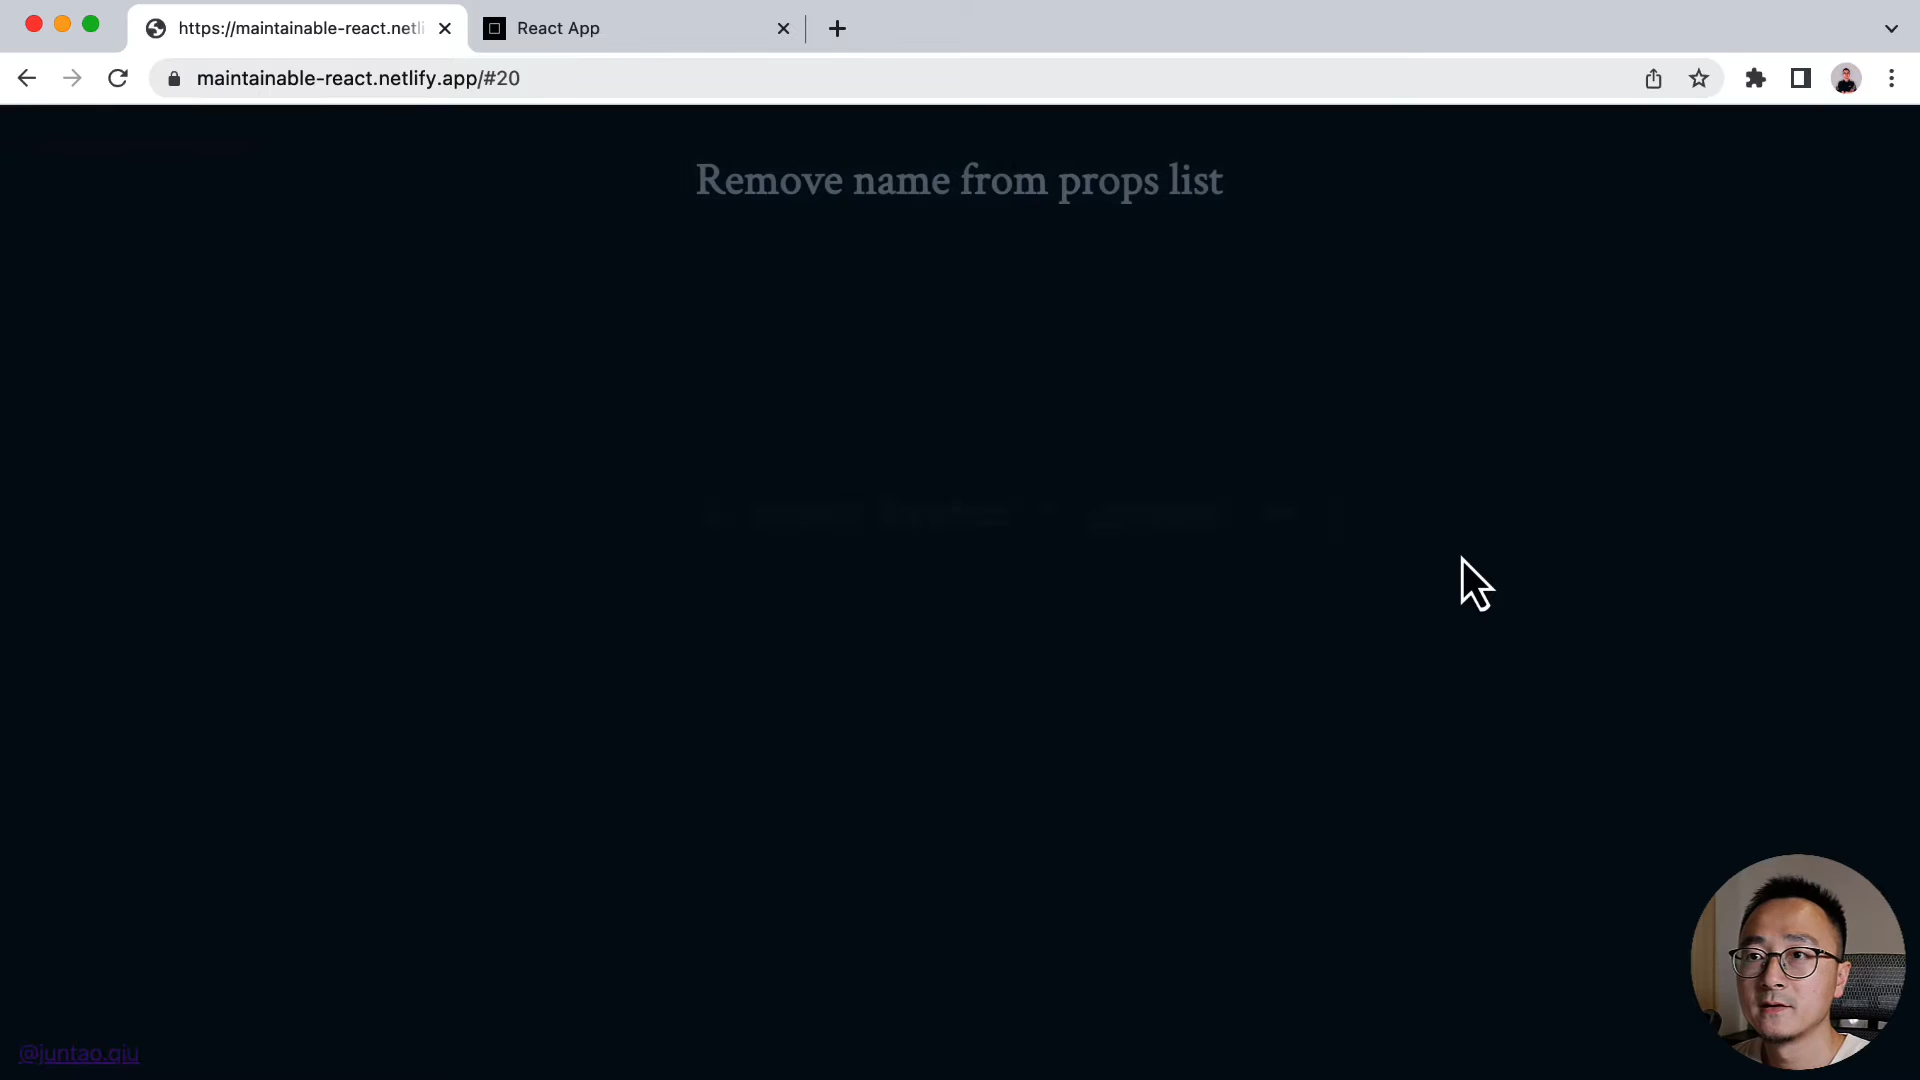 https://maintainable-react.netli
React App
maintainable-react.netlify.app/#20
Remove name from props list
@juntao.qiu